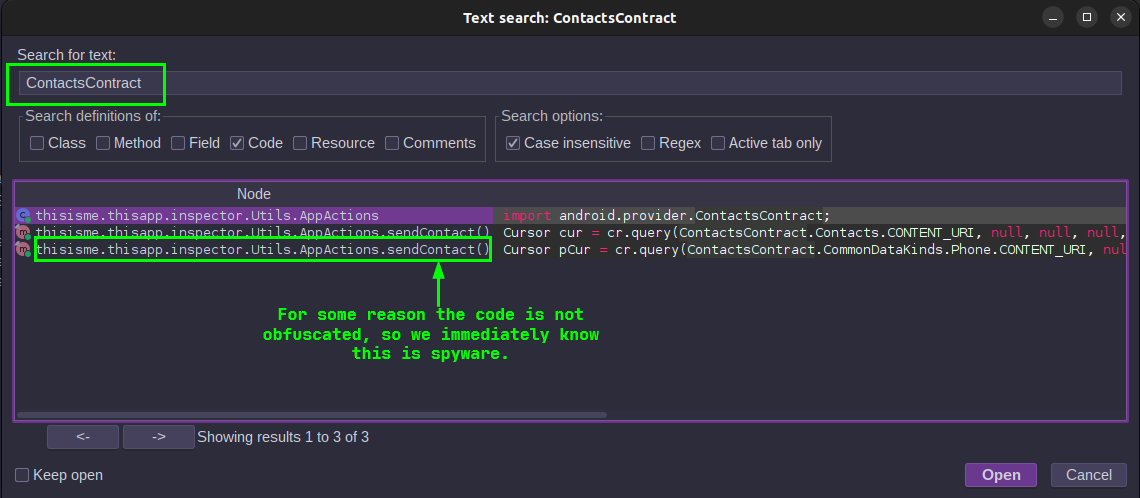 Text search: ContactsContract
Search for text:
ContactsContract
Search definitions of:
Class Method Field Code Resource Comments
Search options:
Case insensitive Regex Active tab only
Node
thisisme.thisapp.inspector.Utils.AppActions import android.provider.ContactsContract;
thisisme.thisapp.inspector.Utils.AppActions.sendContact() Cursor cur = cr.query(ContactsContract.Contacts.CONTENT_URI, null, null, null,
thisisme.thisapp.inspector.Utils.AppActions.sendContact() Cursor pCur = cr.query(ContactsContract.CommonDataKinds.Phone.CONTENT_URI, nul
For some reason the code is not
obfuscated, so we immediately know
this is spyware.
<- -> Showing results 1 to 3 of 3
Keep open
Open Cancel